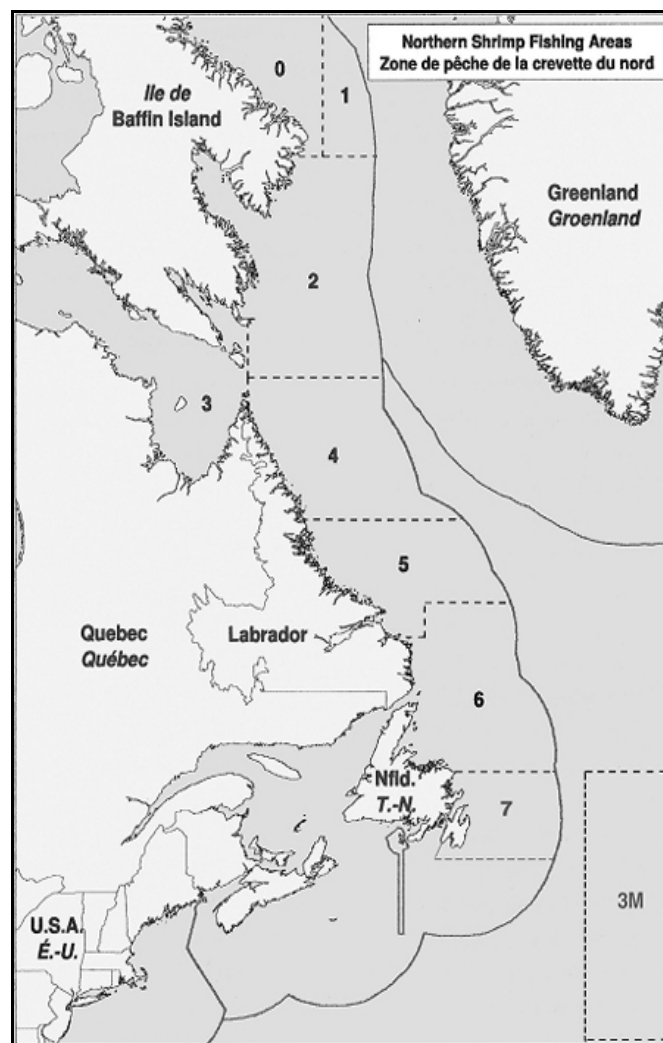 Northern Shrimp Fishing Areas
Zone de pêche de la crevette du nord
0
1
Ile de
Baffin Island
Greenland
Groenland
2
3
4
5
Quebec
Québec
Labrador
6
Nfld.
T.-N.
7
3M
U.S.A.
É.-U.